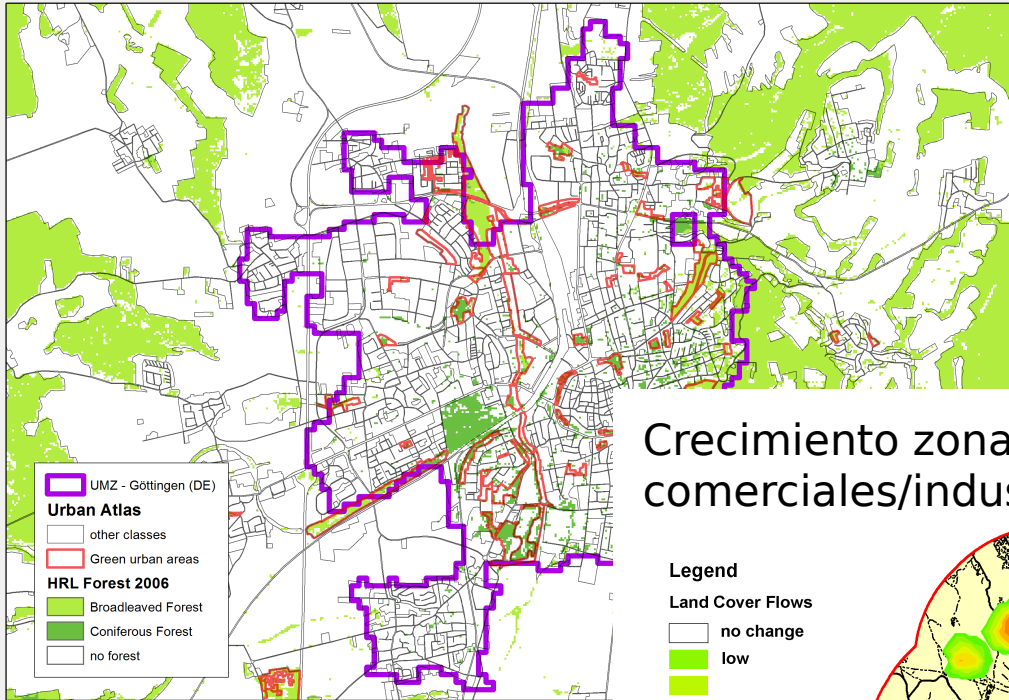 UMZ - Göttingen (DE)
Urban Atlas
other classes
Green urban areas
HRL Forest 2006
Broadleaved Forest
Coniferous Forest
no forest
Crecimiento zona
comerciales/indus
Legend
Land Cover Flows
no change
low